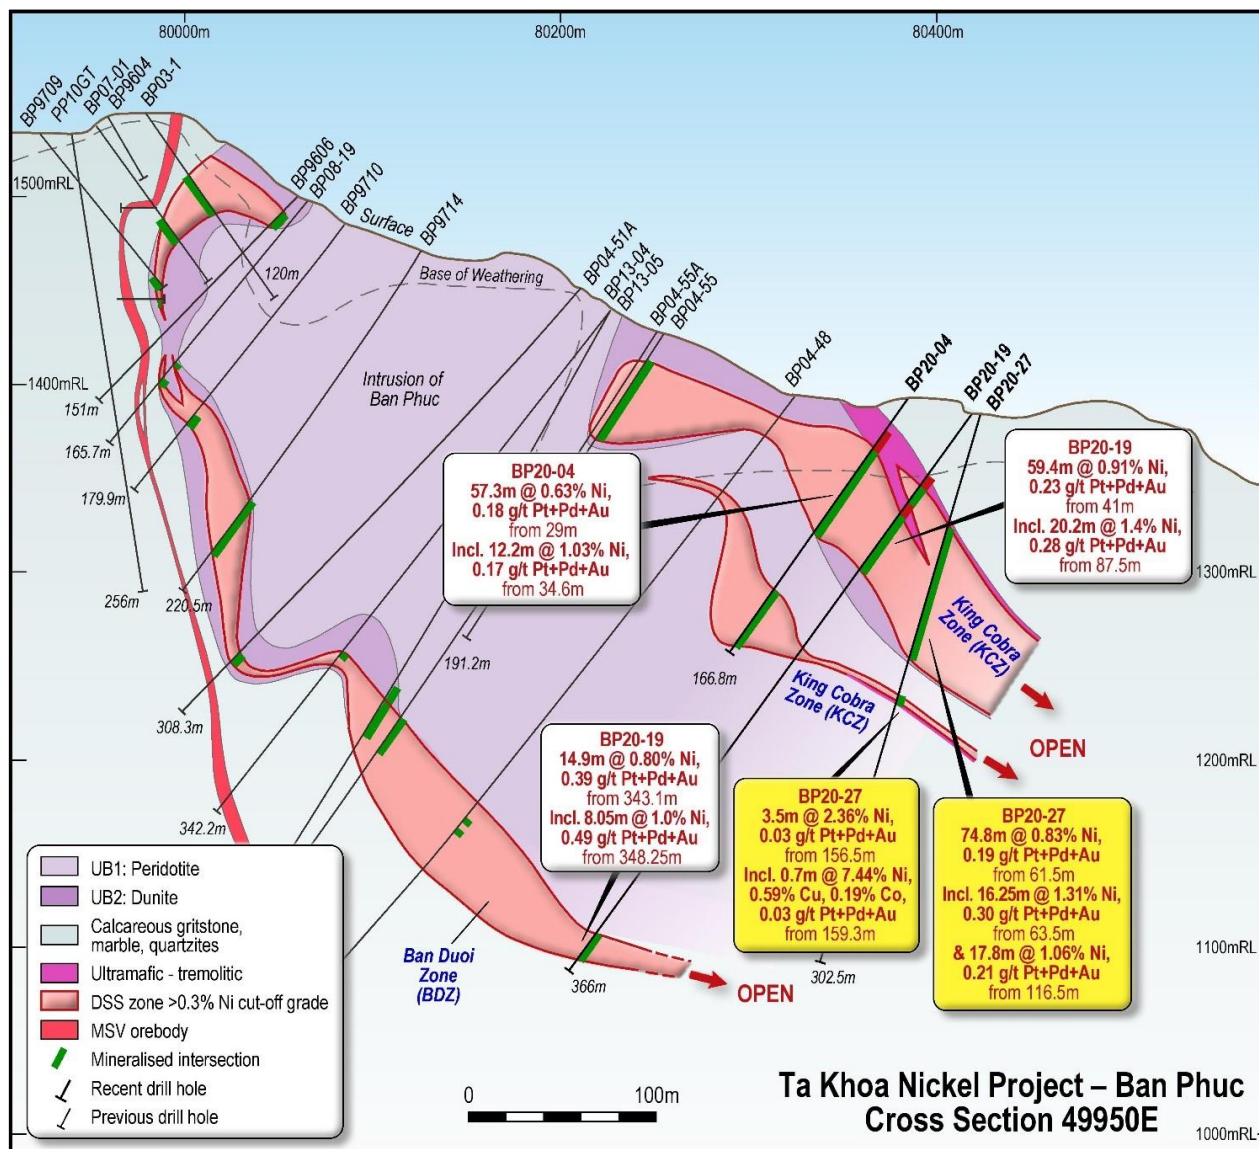 80000m
80200m
80400m
BP9709
PP10GT
BP07-01
BP9604
BP03-1
BP9606
BP08-19
BP9710
BP9714
BP04-51A
BP13-04
BP13-05
BP04-55A
BP04-55
BP04-48
BP20-04
BP20-19
BP20-27
1500mRL
1400mRL
1300mRL
1200mRL
1100mRL
1000mRL
Surface
Base of Weathering
Intrusion of
Ban Phuc
120m
151m
165.7m
179.9m
256m
220.5m
308.3m
342.2m
191.2m
166.8m
366m
302.5m
BP20-04
57.3m @ 0.63% Ni,
0.18 g/t Pt+Pd+Au
from 29m
Incl. 12.2m @ 1.03% Ni,
0.17 g/t Pt+Pd+Au
from 34.6m
BP20-19
59.4m @ 0.91% Ni,
0.23 g/t Pt+Pd+Au
from 41m
Incl. 20.2m @ 1.4% Ni,
0.28 g/t Pt+Pd+Au
from 87.5m
King Cobra
Zone (KCZ)
King Cobra
Zone (KCZ)
OPEN
OPEN
BP20-19
14.9m @ 0.80% Ni,
0.39 g/t Pt+Pd+Au
from 343.1m
Incl. 8.05m @ 1.0% Ni,
0.49 g/t Pt+Pd+Au
from 348.25m
BP20-27
3.5m @ 2.36% Ni,
0.03 g/t Pt+Pd+Au
from 156.5m
Incl. 0.7m @ 7.44% Ni,
0.59% Cu, 0.19% Co,
0.03 g/t Pt+Pd+Au
from 159.3m
BP20-27
74.8m @ 0.83% Ni,
0.19 g/t Pt+Pd+Au
from 61.5m
Incl. 16.25m @ 1.31% Ni,
0.30 g/t Pt+Pd+Au
from 63.5m
& 17.8m @ 1.06% Ni,
0.21 g/t Pt+Pd+Au
from 116.5m
Ban Duoi
Zone
(BDZ)
OPEN
UB1: Peridotite
UB2: Dunite
Calcareous gritstone,
marble, quartzites
Ultramafic - tremolitic
DSS zone >0.3% Ni cut-off grade
MSV orebody
Mineralised intersection
Recent drill hole
Previous drill hole
0
100m
Ta Khoa Nickel Project – Ban Phuc
Cross Section 49950E